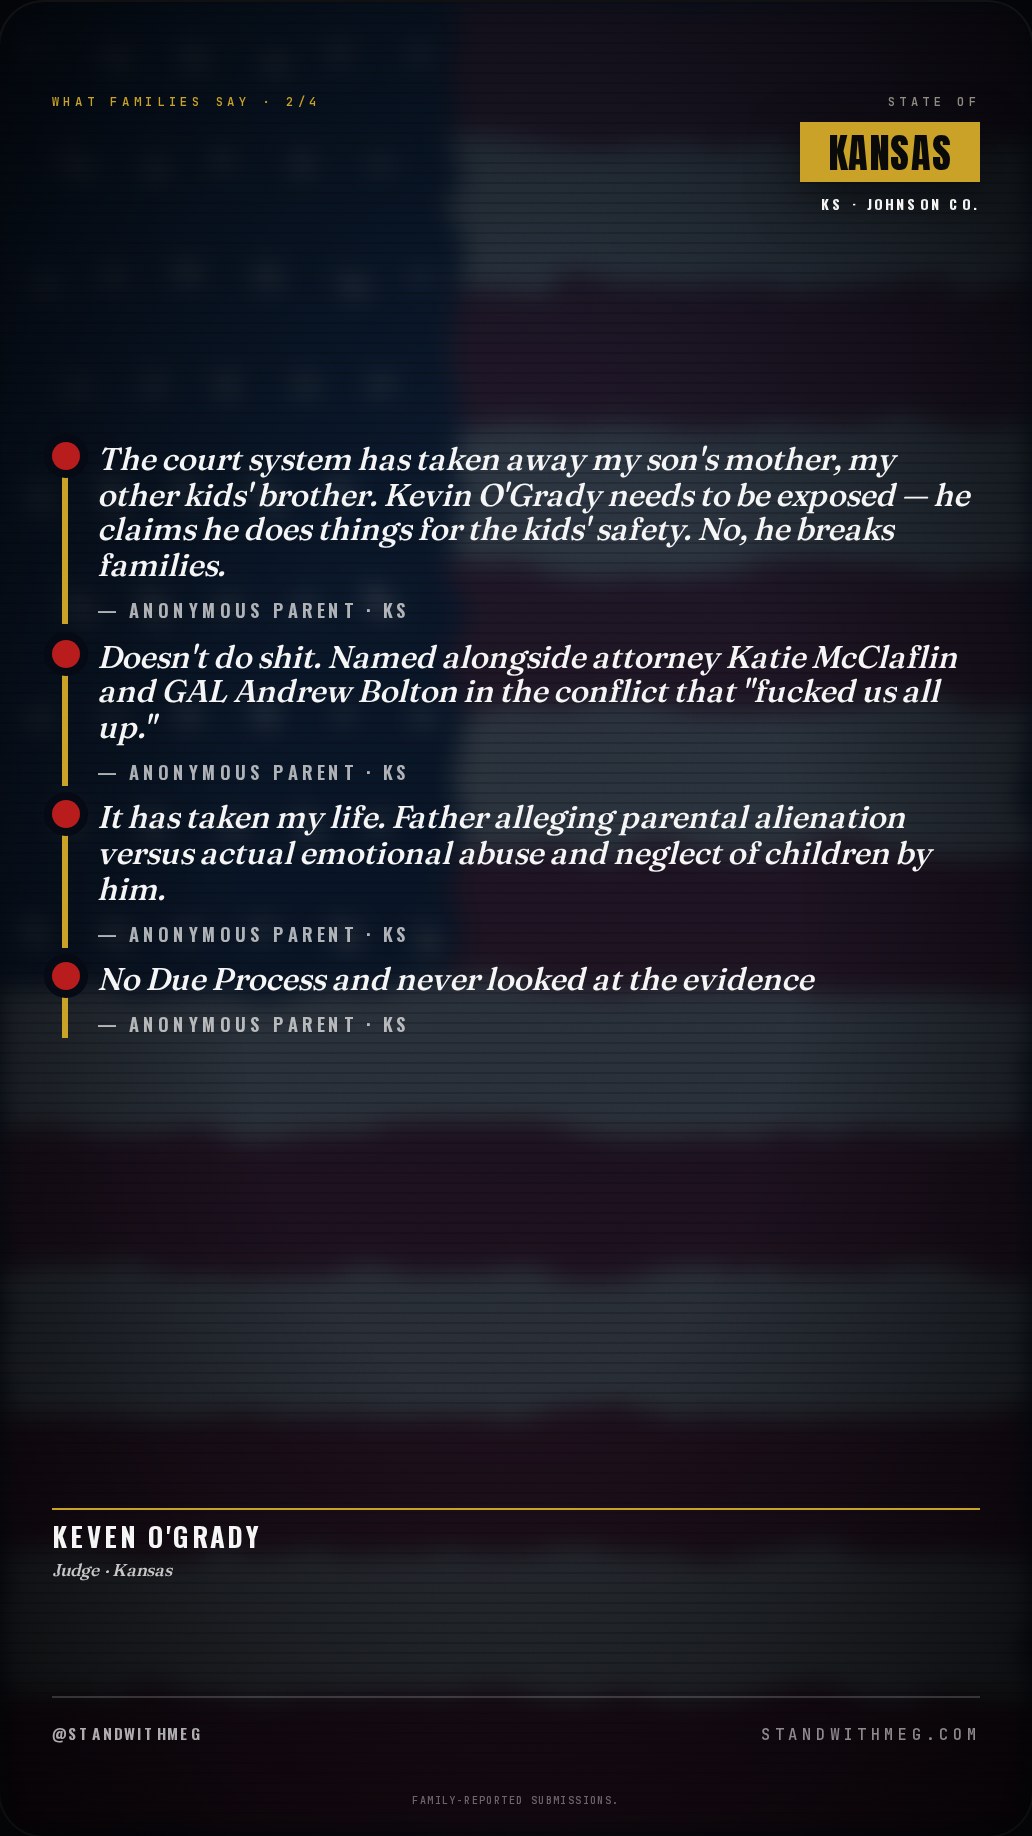 WHAT FAMILIES SAY · 2/4
STATE OF
KANSAS
KS · JOHNSON CO.
The court system has taken away my son's mother, my
other kids' brother. Kevin O'Grady needs to be exposed — he
claims he does things for the kids' safety. No, he breaks
families.
— ANONYMOUS PARENT · KS
Doesn't do shit. Named alongside attorney Katie McClaflin
and GAL Andrew Bolton in the conflict that "fucked us all
up."
— ANONYMOUS PARENT · KS
It has taken my life. Father alleging parental alienation
versus actual emotional abuse and neglect of children by
him.
— ANONYMOUS PARENT · KS
No Due Process and never looked at the evidence
— ANONYMOUS PARENT · KS
KEVEN O'GRADY
Judge · Kansas
@STANDWITHMEG
STANDWITHMEG.COM
FAMILY-REPORTED SUBMISSIONS.